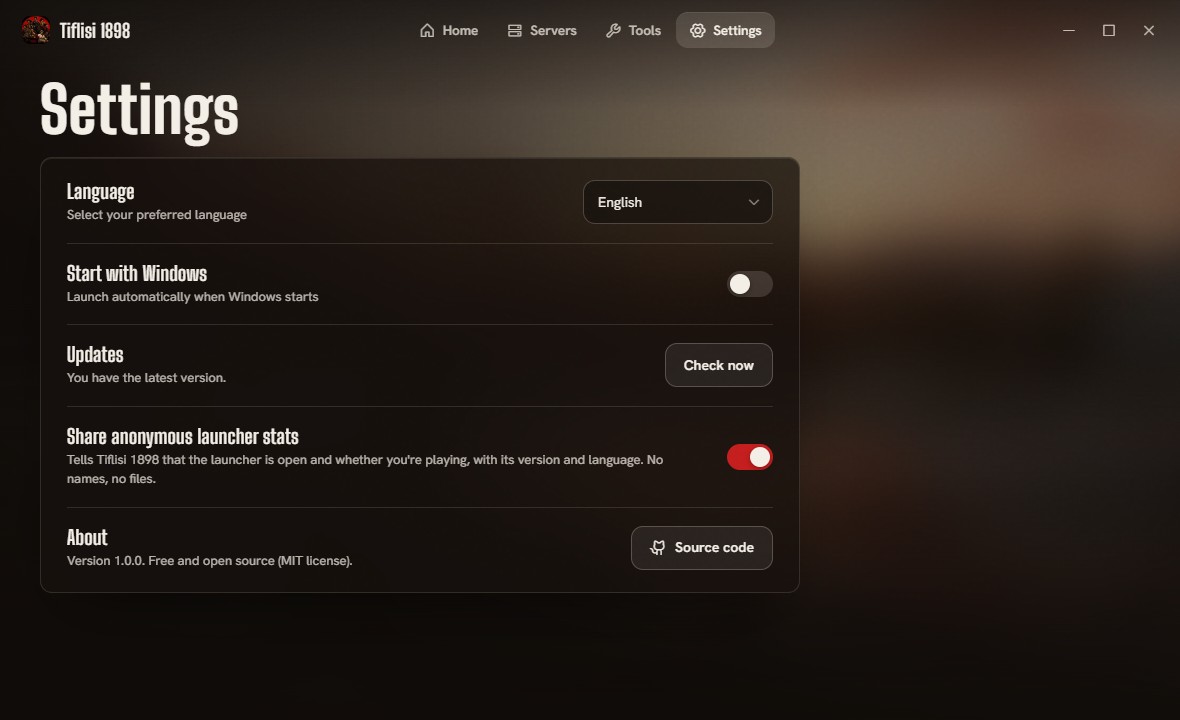 Tiflisi 1898
Home
Servers
Tools
Settings
Settings
Language
Select your preferred language
English
Start with Windows
Launch automatically when Windows starts
Updates
You have the latest version.
Check now
Share anonymous launcher stats
Tells Tiflisi 1898 that the launcher is open and whether you're playing, with its version and language. No
names, no files.
About
Version 1.0.0. Free and open source (MIT license).
Source code